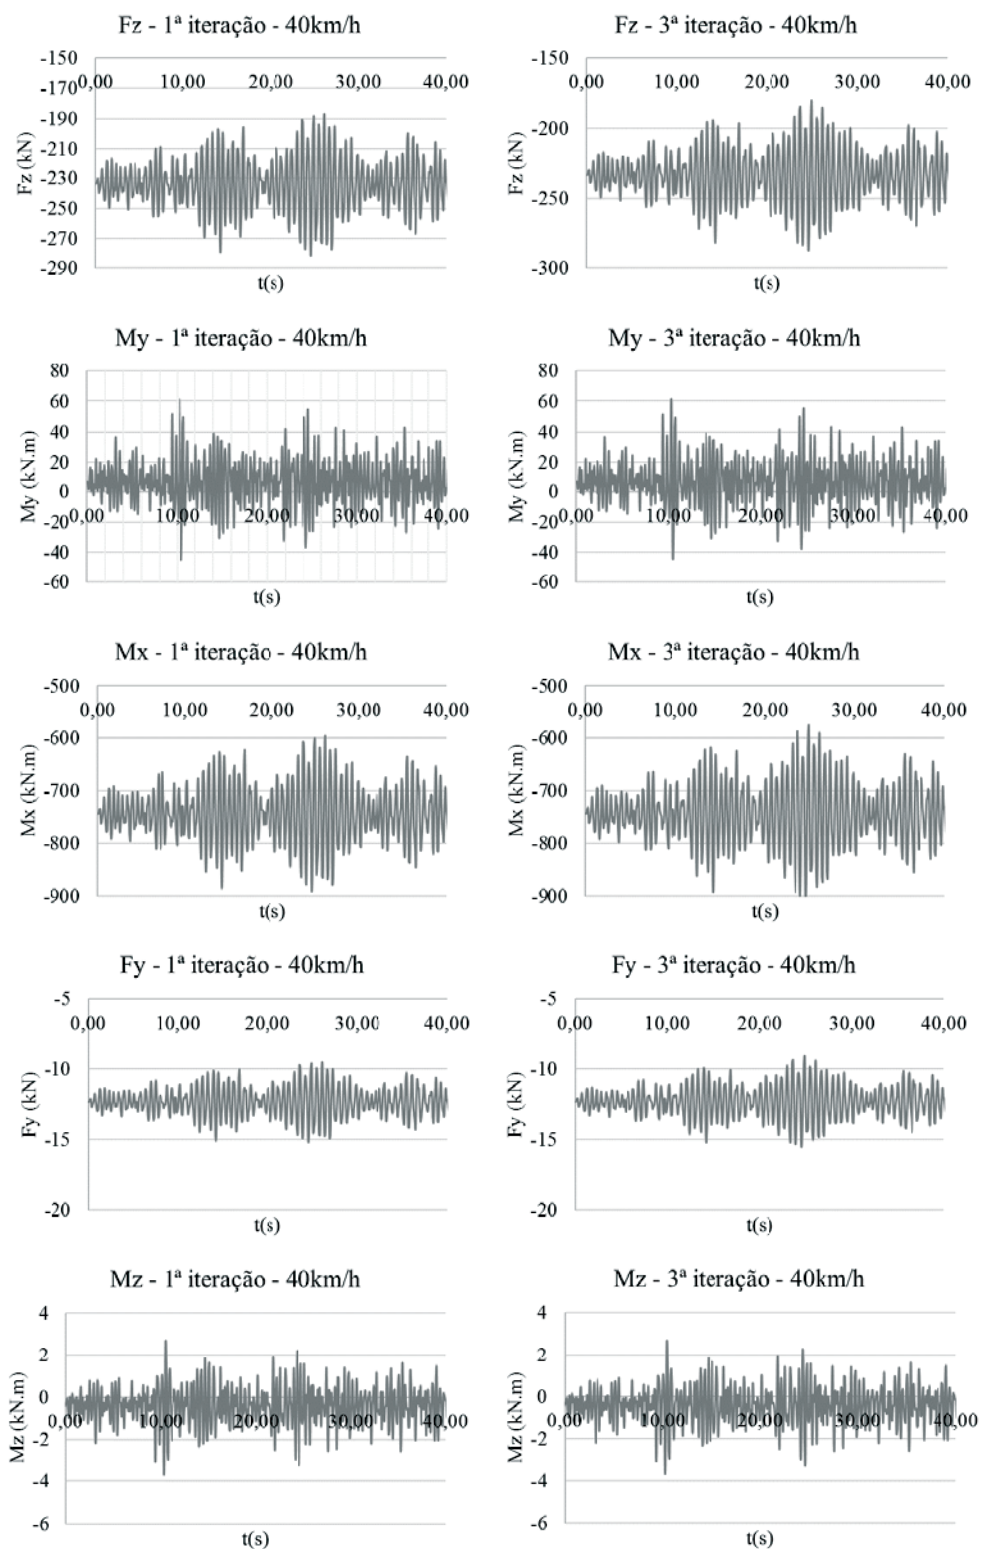 Fz - 1ª iteração - 40km/h
-150
-170
-190
-210
-230
-250
-270
-290
0,00 10,00 20,00 30,00 40,00
Fz (kN)
t(s)
Fz - 3ª iteração - 40km/h
-150
-200
-250
-300
0,00 10,00 20,00 30,00 40,00
Fz (kN)
t(s)
My - 1ª iteração - 40km/h
80
60
40
20
0
-20
-40
-60
0,00 10,00 20,00 30,00 40,00
My (kN.m)
t(s)
My - 3ª iteração - 40km/h
80
60
40
20
0
-20
-40
-60
0,00 10,00 20,00 30,00 40,00
My (kN.m)
t(s)
Mx - 1ª iteração - 40km/h
-500
-600
-700
-800
-900
0,00 10,00 20,00 30,00 40,00
Mx (kN.m)
t(s)
Mx - 3ª iteração - 40km/h
-500
-600
-700
-800
-900
0,00 10,00 20,00 30,00 40,00
Mx (kN.m)
t(s)
Fy - 1ª iteração - 40km/h
-5
-10
-15
-20
0,00 10,00 20,00 30,00 40,00
Fy (kN)
t(s)
Fy - 3ª iteração - 40km/h
-5
-10
-15
-20
0,00 10,00 20,00 30,00 40,00
Fy (kN)
t(s)
Mz - 1ª iteração - 40km/h
4
2
0
-2
-4
-6
0,00 10,00 20,00 30,00 40,00
Mz (kN.m)
t(s)
Mz - 3ª iteração - 40km/h
4
2
0
-2
-4
-6
0,00 10,00 20,00 30,00 40,00
Mz (kN.m)
t(s)